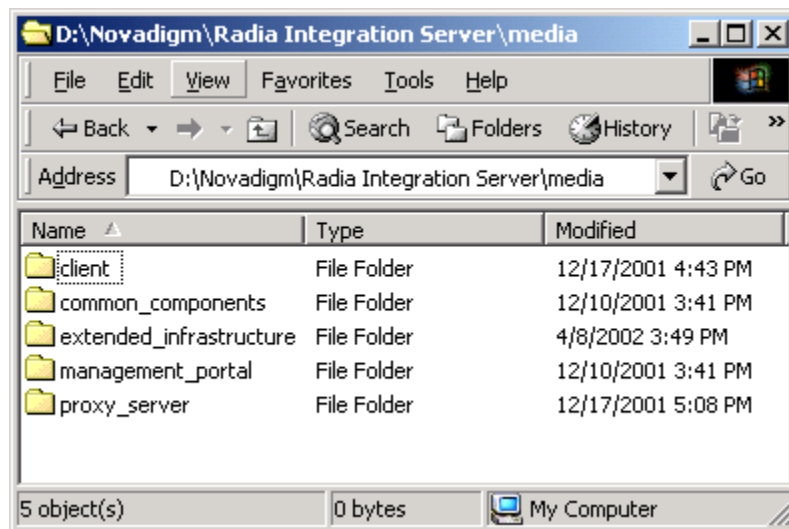 D:\Novadigm\Radia Integration Server\media
File Edit View Favorites Tools Help
Back Search Folders History »
Address D:\Novadigm\Radia Integration Server\media Go
Name Type Modified
client File Folder 12/17/2001 4:43 PM
common_components File Folder 12/10/2001 3:41 PM
extended_infrastructure File Folder 4/8/2002 3:49 PM
management_portal File Folder 12/10/2001 3:41 PM
proxy_server File Folder 12/17/2001 5:08 PM
5 object(s) 0 bytes My Computer